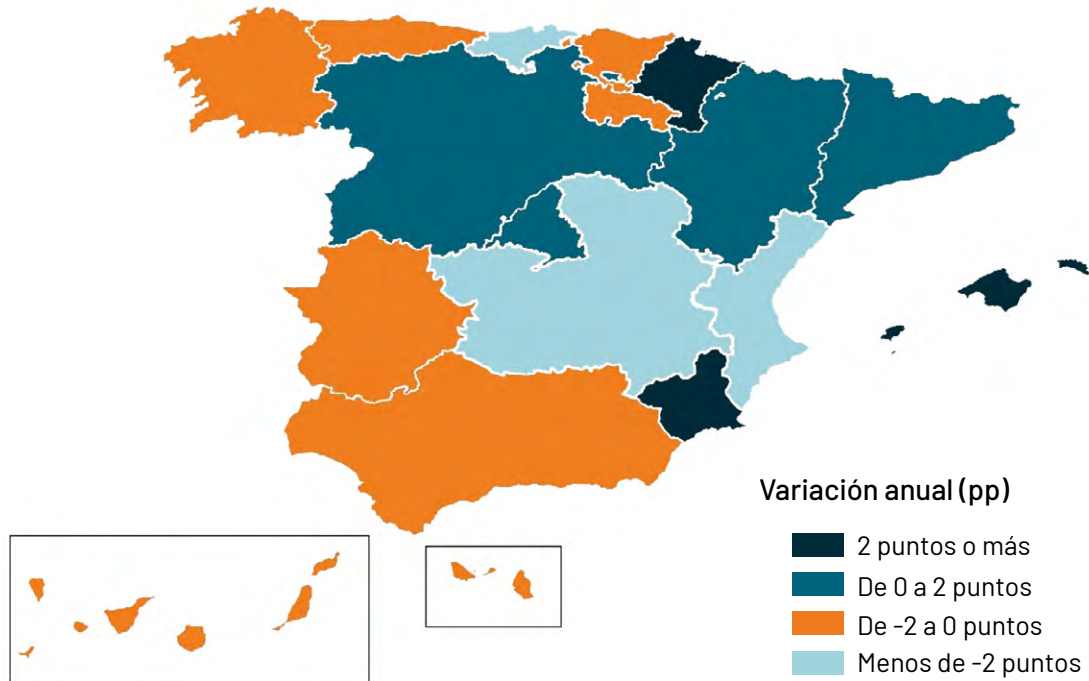 Variación anual (pp)
2 puntos o más
De 0 a 2 puntos
De -2 a 0 puntos
Menos de -2 puntos